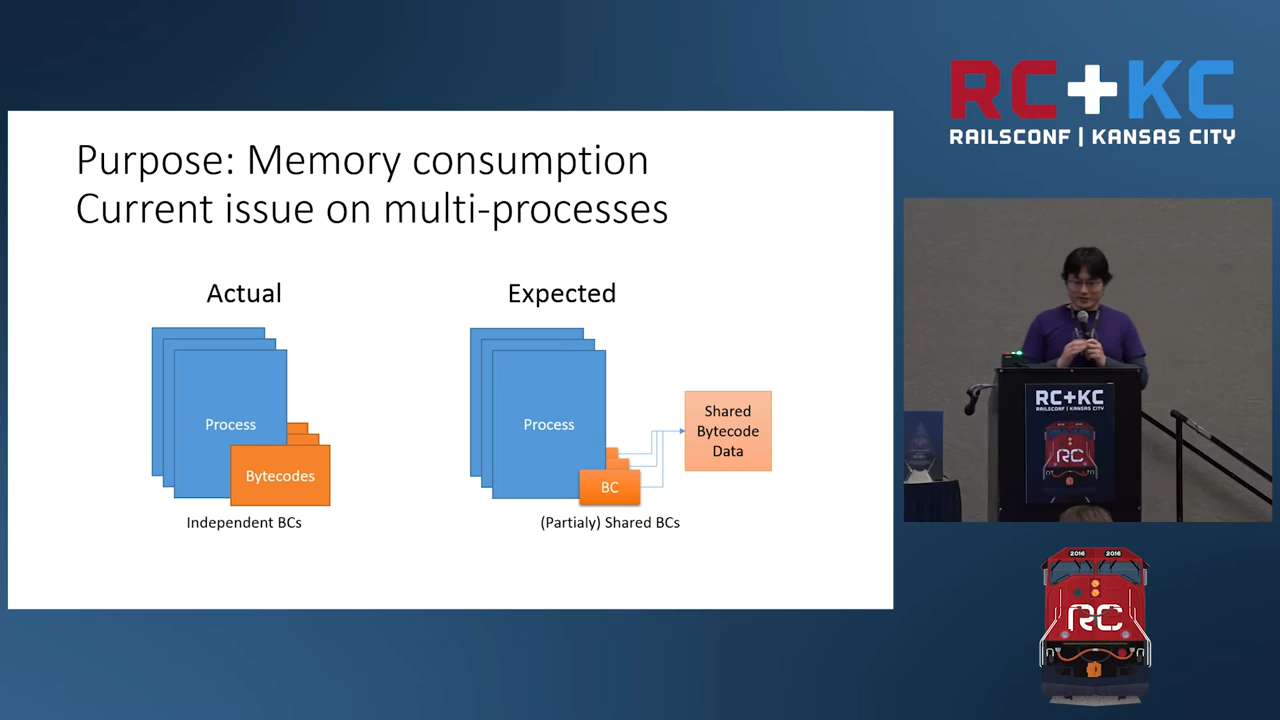 Purpose: Memory consumption
Current issue on multi-processes
Actual
Expected
Process
Bytecodes
Independent BCs
Process
BC
Shared
Bytecode
Data
(Partialy) Shared BCs
RC+KC
RAILSCONF | KANSAS CITY
RC+KC
RAILSCONF | KANSAS CITY
RC
2016
2016
RC